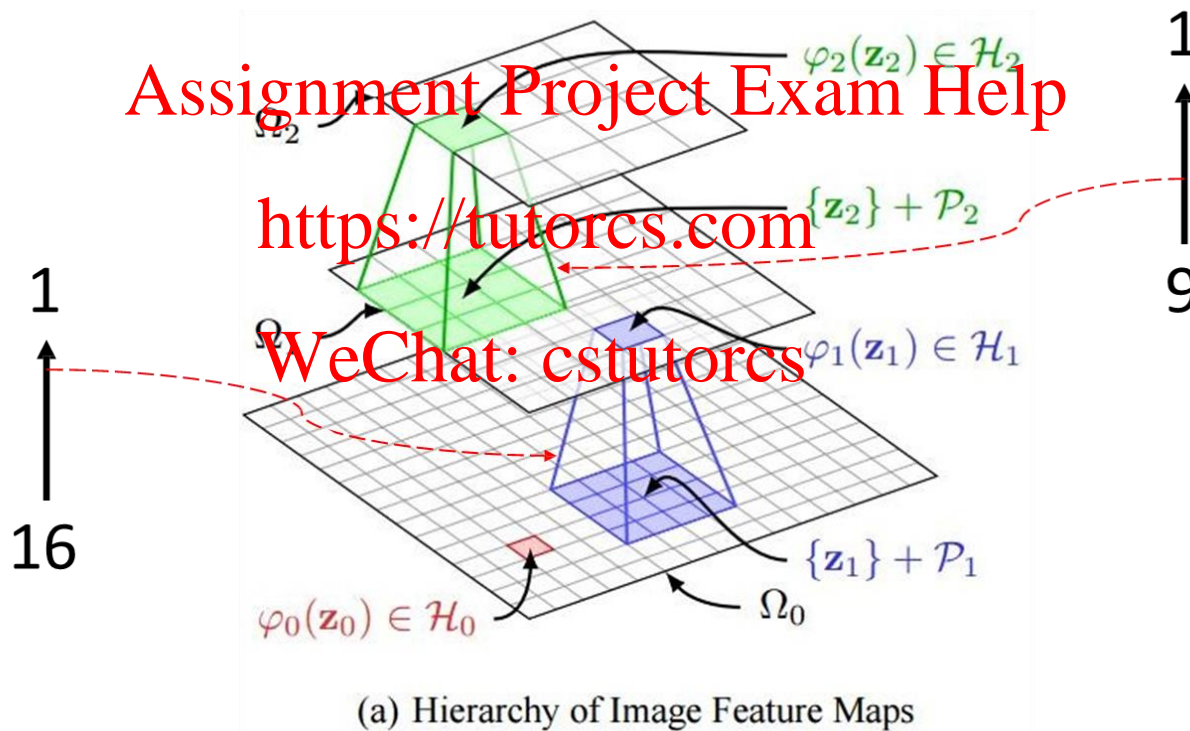 φ₂(z₂) ∈ ℋ₂
Assignment Project Exam Help
Ω₂
{z₂} + 𝒫₂
https://tutorcs.com
1
1
9
Ω
φ₁(z₁) ∈ ℋ₁
WeChat: cstutorcs
16
{z₁} + 𝒫₁
φ₀(z₀) ∈ ℋ₀
Ω₀
(a) Hierarchy of Image Feature Maps